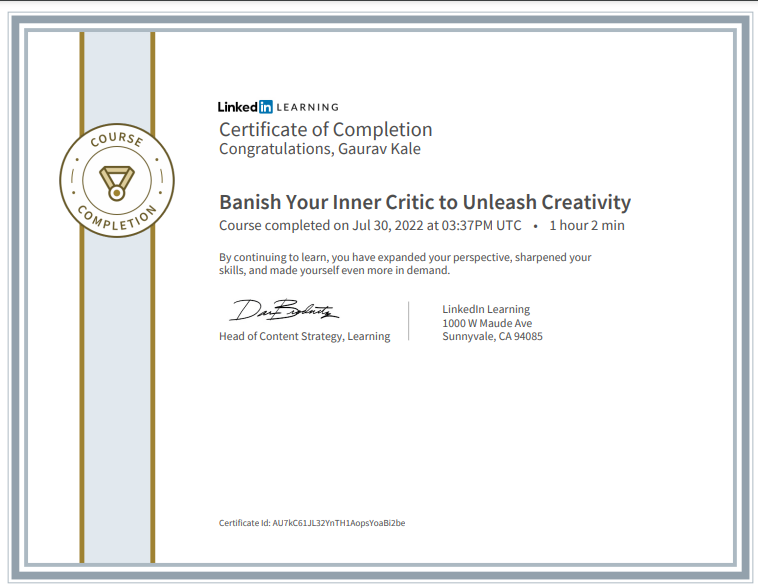 COURSE
COMPLETION
Linked in LEARNING
Certificate of Completion
Congratulations, Gaurav Kale
Banish Your Inner Critic to Unleash Creativity
Course completed on Jul 30, 2022 at 03:37PM UTC • 1 hour 2 min
By continuing to learn, you have expanded your perspective, sharpened your
skills, and made yourself even more in demand.
Head of Content Strategy, Learning
LinkedIn Learning
1000 W Maude Ave
Sunnyvale, CA 94085
Certificate Id: AU7kC61JL32YnTH1AopsYoaBi2be